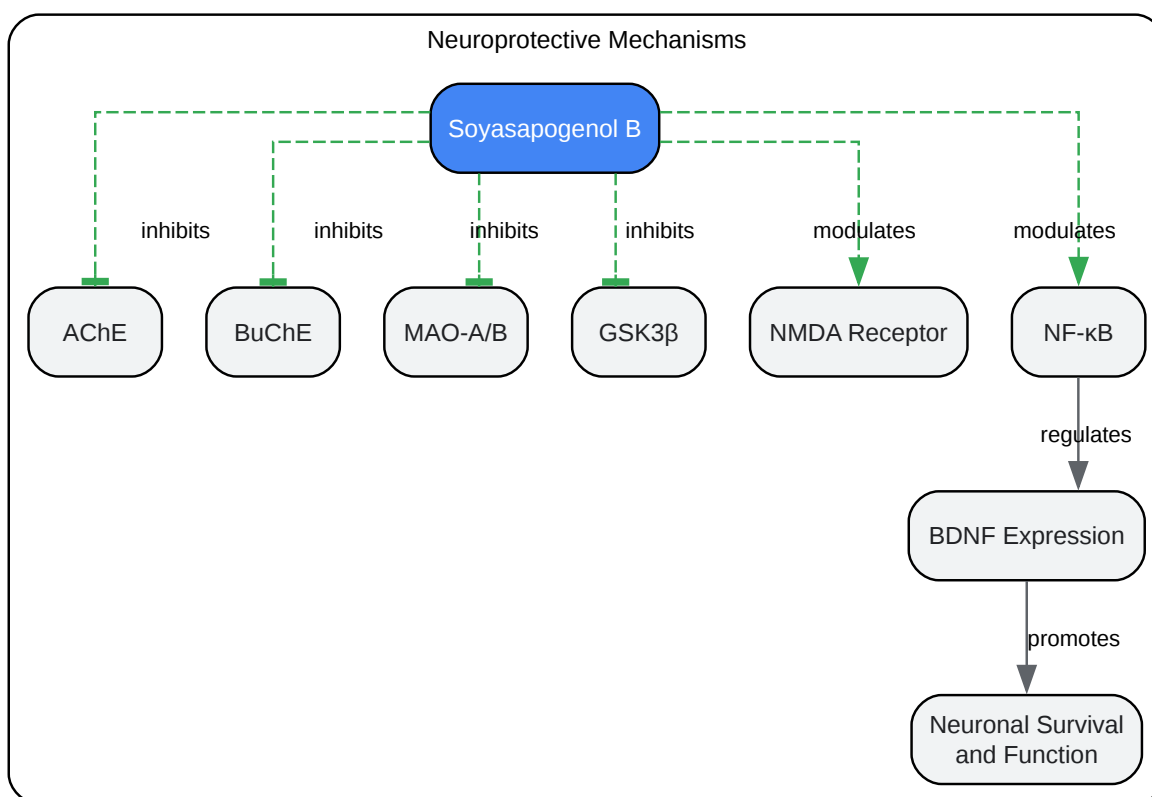 Neuroprotective Mechanisms
Soyasapogenol B
inhibits
inhibits
inhibits
inhibits
modulates
modulates
AChE
BuChE
MAO-A/B
GSK3β
NMDA Receptor
NF-κB
regulates
BDNF Expression
promotes
Neuronal Survival
and Function